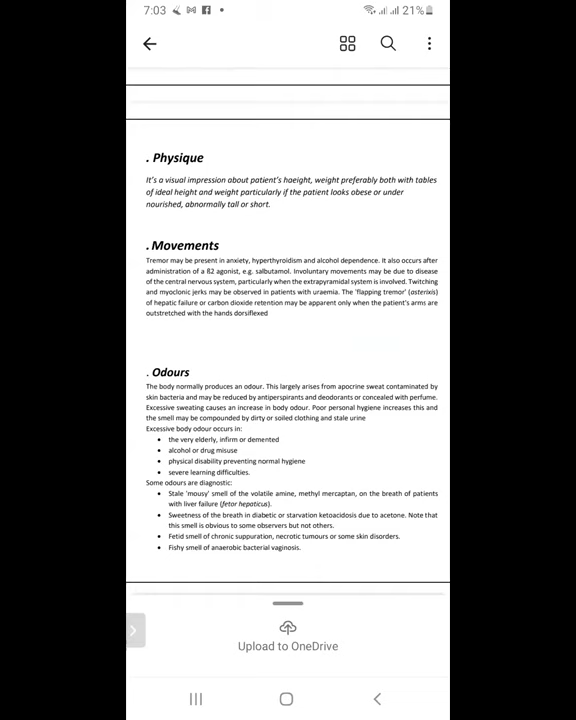 7:03
21%
. Physique
It's a visual impression about patient's haeight, weight preferably both with tables
of ideal height and weight particularly if the patient looks obese or under
nourished, abnormally tall or short.
. Movements
Tremor may be present in anxiety, hyperthyroidism and alcohol dependence. It also occurs after
administration of a ß2 agonist, e.g. salbutamol. Involuntary movements may be due to disease
of the central nervous system, particularly when the extrapyramidal system is involved. Twitching
and myoclonic jerks may be observed in patients with uraemia. The 'flapping tremor' (asterixis)
of hepatic failure or carbon dioxide retention may be apparent only when the patient's arms are
outstretched with the hands dorsiflexed
. Odours
The body normally produces an odour. This largely arises from apocrine sweat contaminated by
skin bacteria and may be reduced by antiperspirants and deodorants or concealed with perfume.
Excessive sweating causes an increase in body odour. Poor personal hygiene increases this and
the smell may be compounded by dirty or soiled clothing and stale urine
Excessive body odour occurs in:
• the very elderly, infirm or demented
• alcohol or drug misuse
• physical disability preventing normal hygiene
• severe learning difficulties.
Some odours are diagnostic:
• Stale 'mousy' smell of the volatile amine, methyl mercaptan, on the breath of patients
with liver failure (fetor hepaticus).
• Sweetness of the breath in diabetic or starvation ketoacidosis due to acetone. Note that
this smell is obvious to some observers but not others.
• Fetid smell of chronic suppuration, necrotic tumours or some skin disorders.
• Fishy smell of anaerobic bacterial vaginosis.
Upload to OneDrive